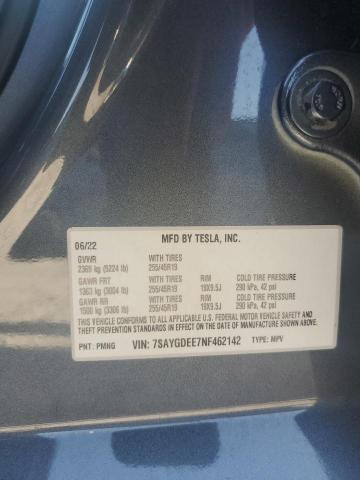 06/22 MFD BY TESLA, INC.
GVWR WITH TIRES
2369 kg (5224 lb) 255/45R19
GAWR FRT WITH TIRES RIM COLD TIRE PRESSURE
1363 kg (3004 lb) 255/45R19 19X9.5J 290 kPa, 42 psi
GAWR RR WITH TIRES RIM COLD TIRE PRESSURE
1500 kg (3306 lb) 255/45R19 19X9.5J 290 kPa, 42 psi
THIS VEHICLE CONFORMS TO ALL APPLICABLE FEDERAL MOTOR VEHICLE SAFETY AND
THEFT PREVENTION STANDARDS IN EFFECT ON THE DATE OF MANUFACTURE SHOWN ABOVE.
PNT: PMNG VIN: 7SAYGDEE7NF462142 TYPE: MPV